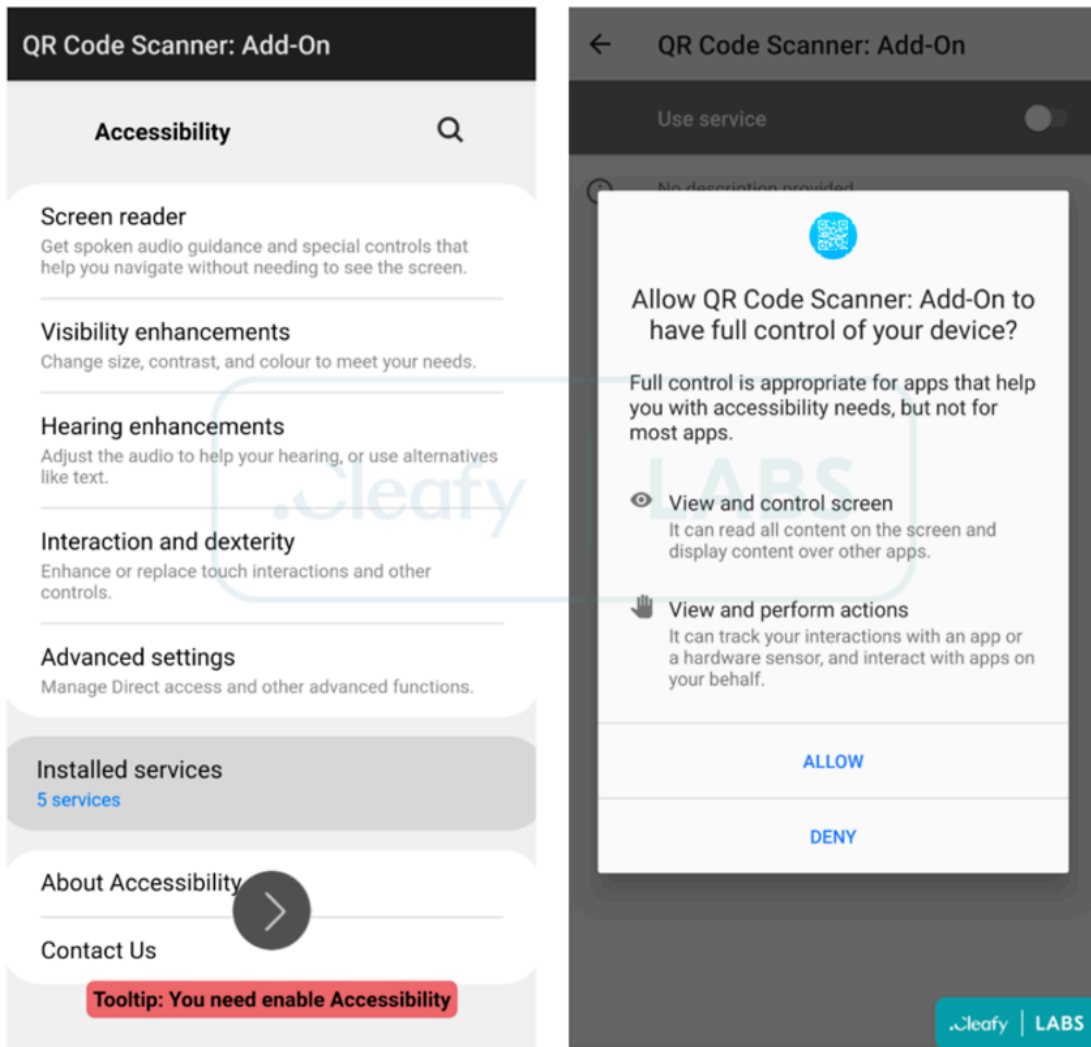 QR Code Scanner: Add-On
Accessibility
Screen reader
Get spoken audio guidance and special controls that
help you navigate without needing to see the screen.
Visibility enhancements
Change size, contrast, and colour to meet your needs.
Hearing enhancements
Adjust the audio to help your hearing, or use alternatives
like text.
Interaction and dexterity
Enhance or replace touch interactions and other
controls.
Advanced settings
Manage Direct access and other advanced functions.
Installed services
5 services
About Accessibility
Contact Us
Tooltip: You need enable Accessibility
QR Code Scanner: Add-On
Use service
No description provided
Allow QR Code Scanner: Add-On to
have full control of your device?
Full control is appropriate for apps that help
you with accessibility needs, but not for
most apps.
View and control screen
It can read all content on the screen and
display content over other apps.
View and perform actions
It can track your interactions with an app or
a hardware sensor, and interact with apps on
your behalf.
ALLOW
DENY
.Cleafy | LABS
.Cleafy | LABS